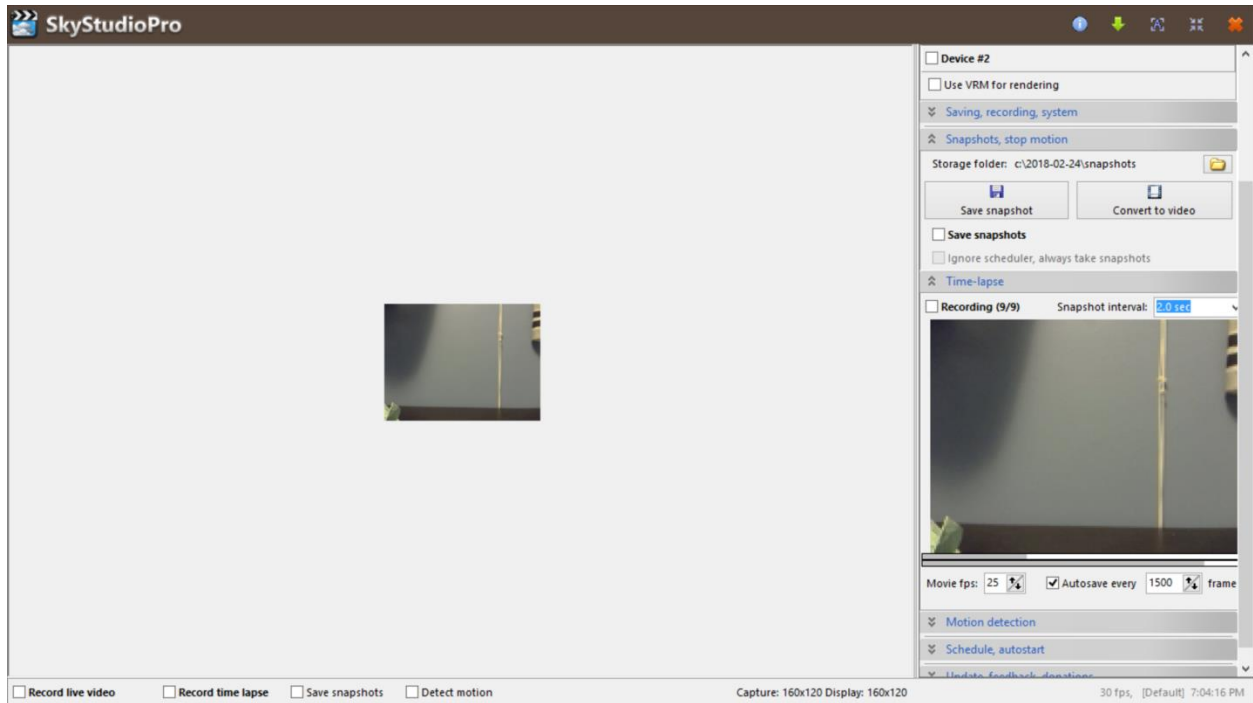 SkyStudioPro
Device #2
Use VRM for rendering
Saving, recording, system
Snapshots, stop motion
Storage folder: c:\2018-02-24\snapshots
Save snapshot Convert to video
Save snapshots
Ignore scheduler, always take snapshots
Time-lapse
Recording (9/9) Snapshot interval: 2.0 sec
Movie fps: 25 Autosave every 1500 frame
Motion detection
Schedule, autostart
Update, feedback, donations
Record live video Record time lapse Save snapshots Detect motion Capture: 160x120 Display: 160x120 30 fps, [Default] 7:04:16 PM